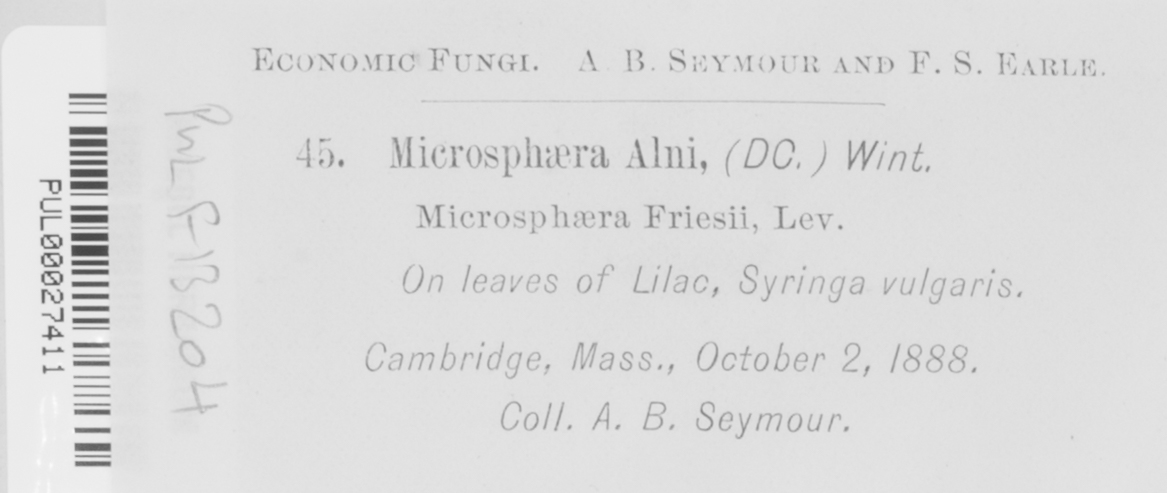 ECONOMIC FUNGI. A. B. SEYMOUR AND F. S. EARLE.
45. Microsphæra Alni, (DC.) Wint.
Microsphæra Friesii, Lev.
On leaves of Lilac, Syringa vulgaris.
Cambridge, Mass., October 2, 1888.
Coll. A. B. Seymour.
PUL00027411
PUL F-13204